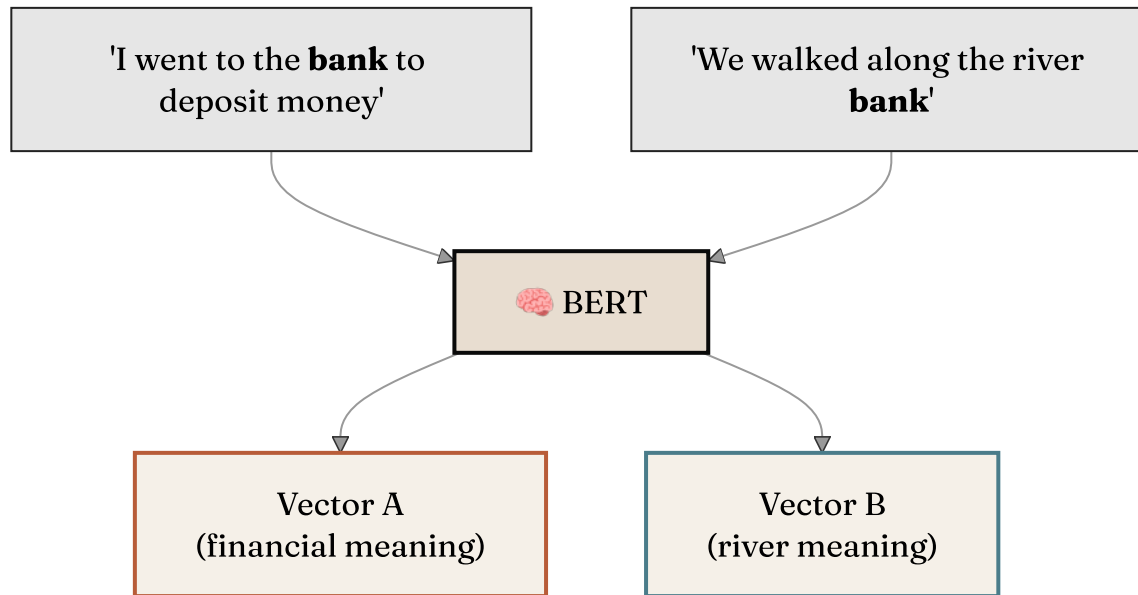 'I went to the bank to
deposit money'
'We walked along the river
bank'
🧠 BERT
Vector A
(financial meaning)
Vector B
(river meaning)